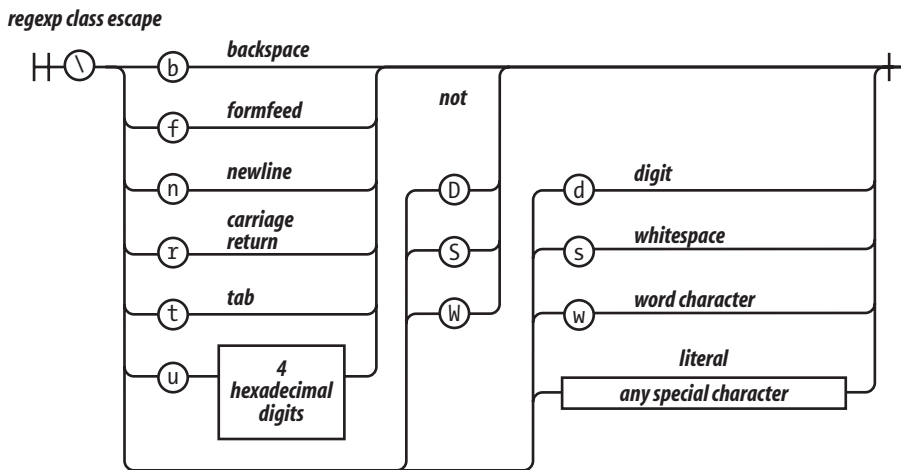 regexp class escape
\ b backspace
not
f formfeed
n newline
D d digit
carriage
r return
S s whitespace
t tab
W w word character
u 4
hexadecimal
digits
literal
any special character